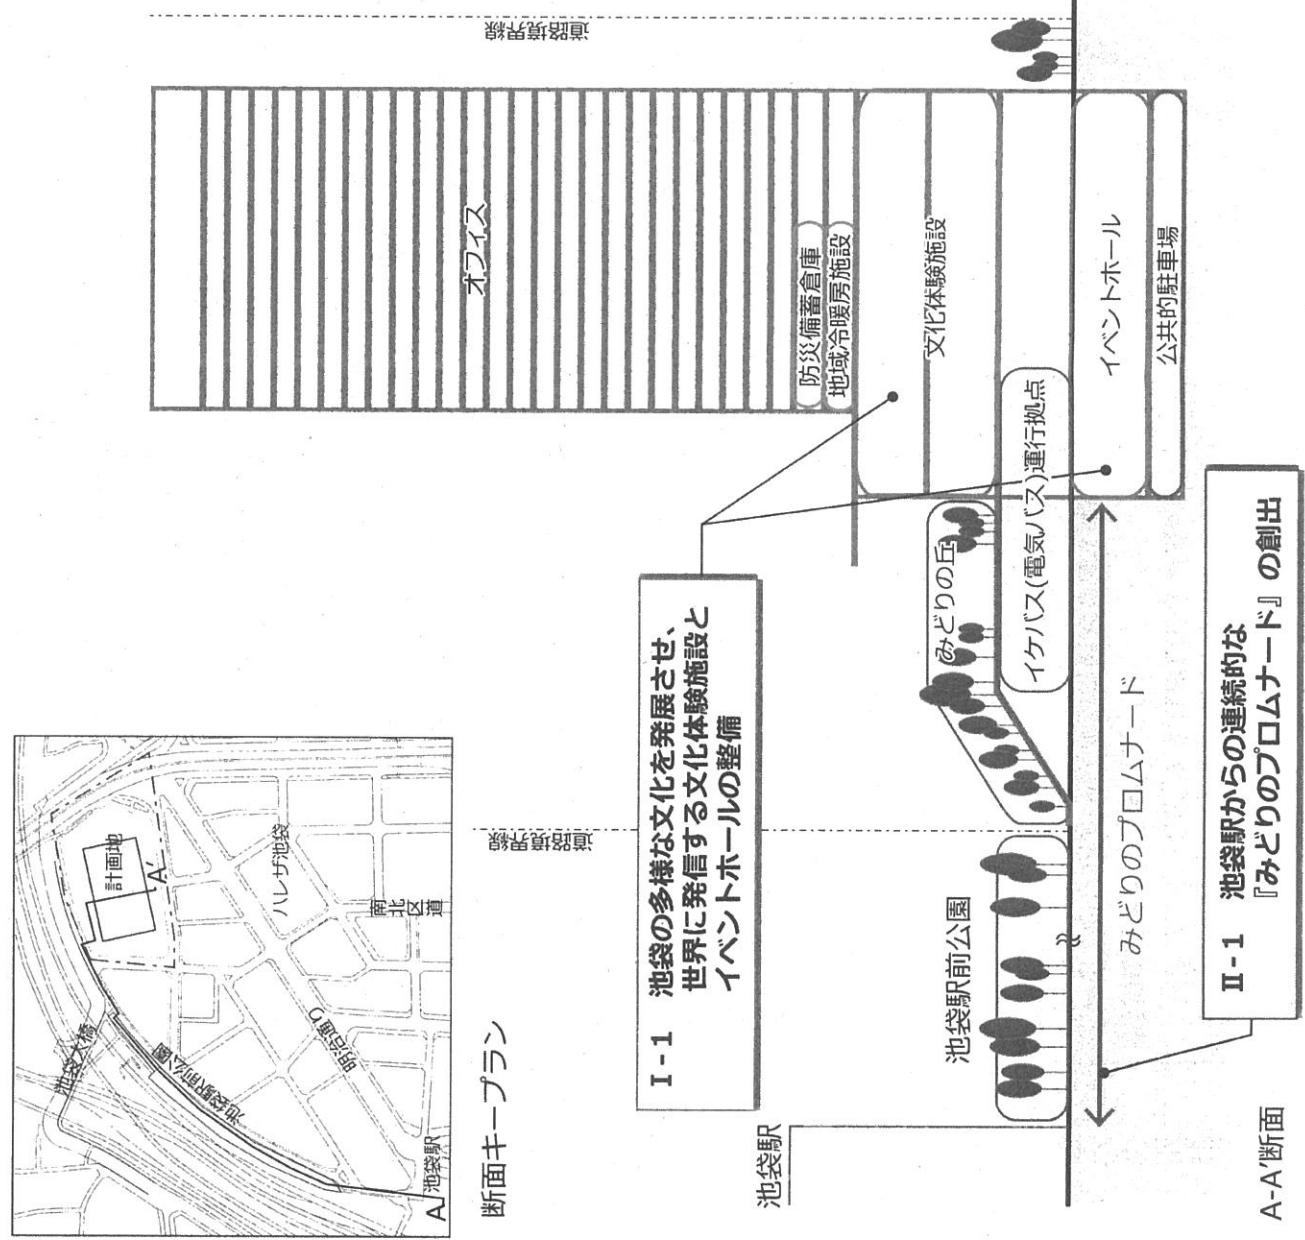 池袋大橋
計画地
A'
池袋駅前公園
ハレザ池袋
明治通り
南北区道
池袋駅
A
断面キープラン
道路境界線
道路境界線
オフィス
防災備蓄倉庫
地域冷暖房施設
文化体験施設
I-1 池袋の多様な文化を発展させ、
世界に発信する文化体験施設と
イベントホールの整備
みどりの丘
池袋駅前公園
池袋駅
イケバス(電気バス)運行拠点
イベントホール
公共的駐車場
みどりのプロムナード
II-1 池袋駅からの連続的な
『みどりのプロムナード』の創出
A-A'断面